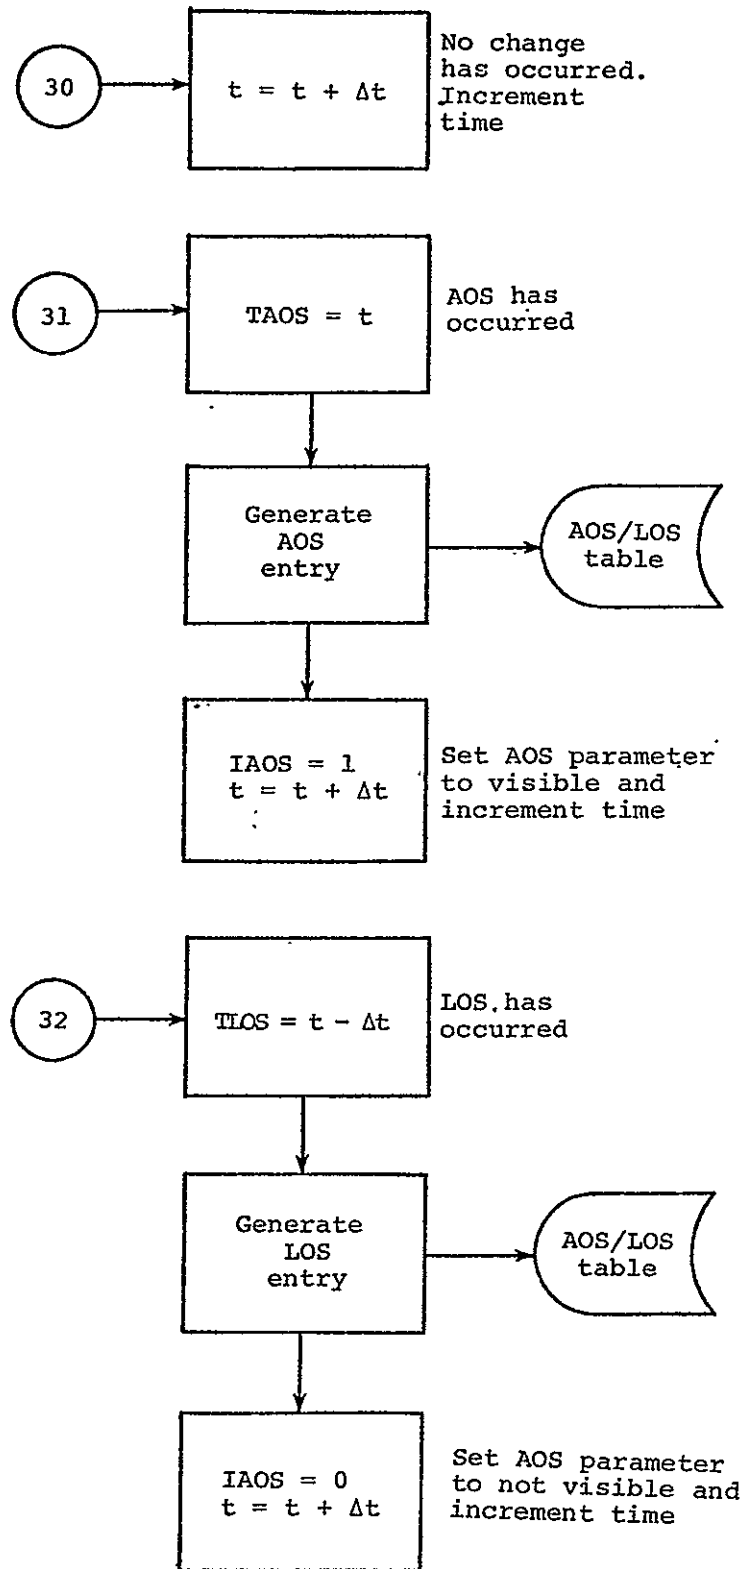 30
t = t + Δt
No change
has occurred.
Increment
time
31
TAOS = t
AOS has
occurred
Generate
AOS
entry
AOS/LOS
table
IAOS = 1
t = t + Δt
Set AOS parameter
to visible and
increment time
32
TLOS = t - Δt
LOS has
occurred
Generate
LOS
entry
AOS/LOS
table
IAOS = 0
t = t + Δt
Set AOS parameter
to not visible and
increment time